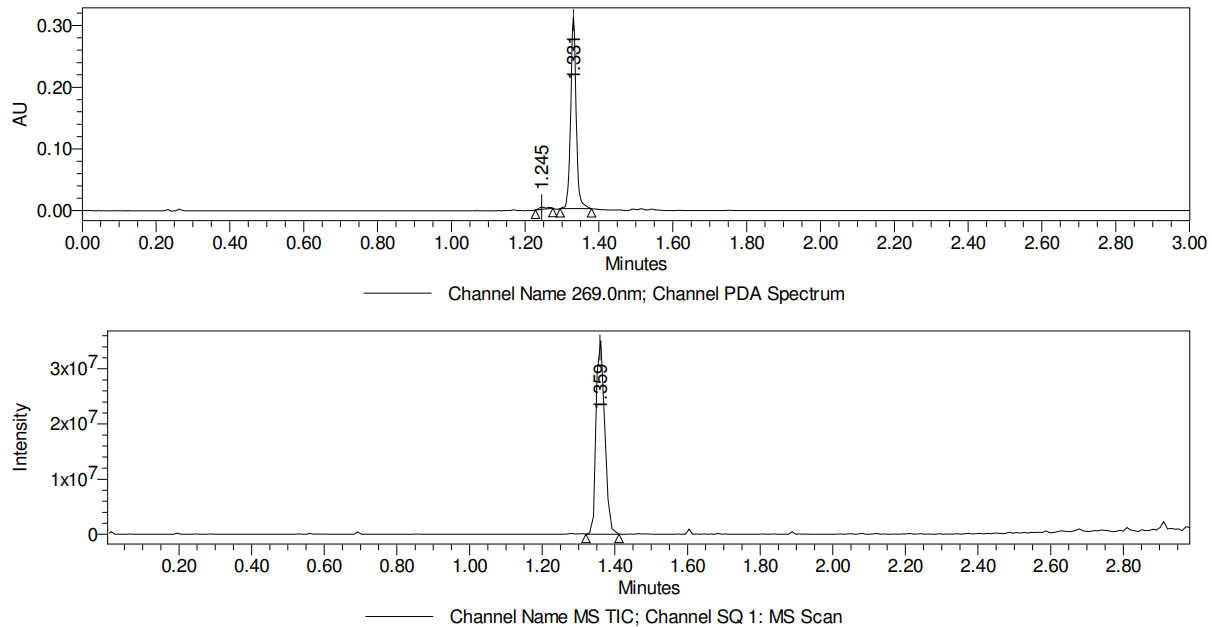 AU
0.30
0.20
0.10
0.00
1.245
1.331
0.00 0.20 0.40 0.60 0.80 1.00 1.20 1.40 1.60 1.80 2.00 2.20 2.40 2.60 2.80 3.00
Minutes
Channel Name 269.0nm; Channel PDA Spectrum
Intensity
3x10⁷
2x10⁷
1x10⁷
0
1.359
0.20 0.40 0.60 0.80 1.00 1.20 1.40 1.60 1.80 2.00 2.20 2.40 2.60 2.80
Minutes
Channel Name MS TIC; Channel SQ 1: MS Scan